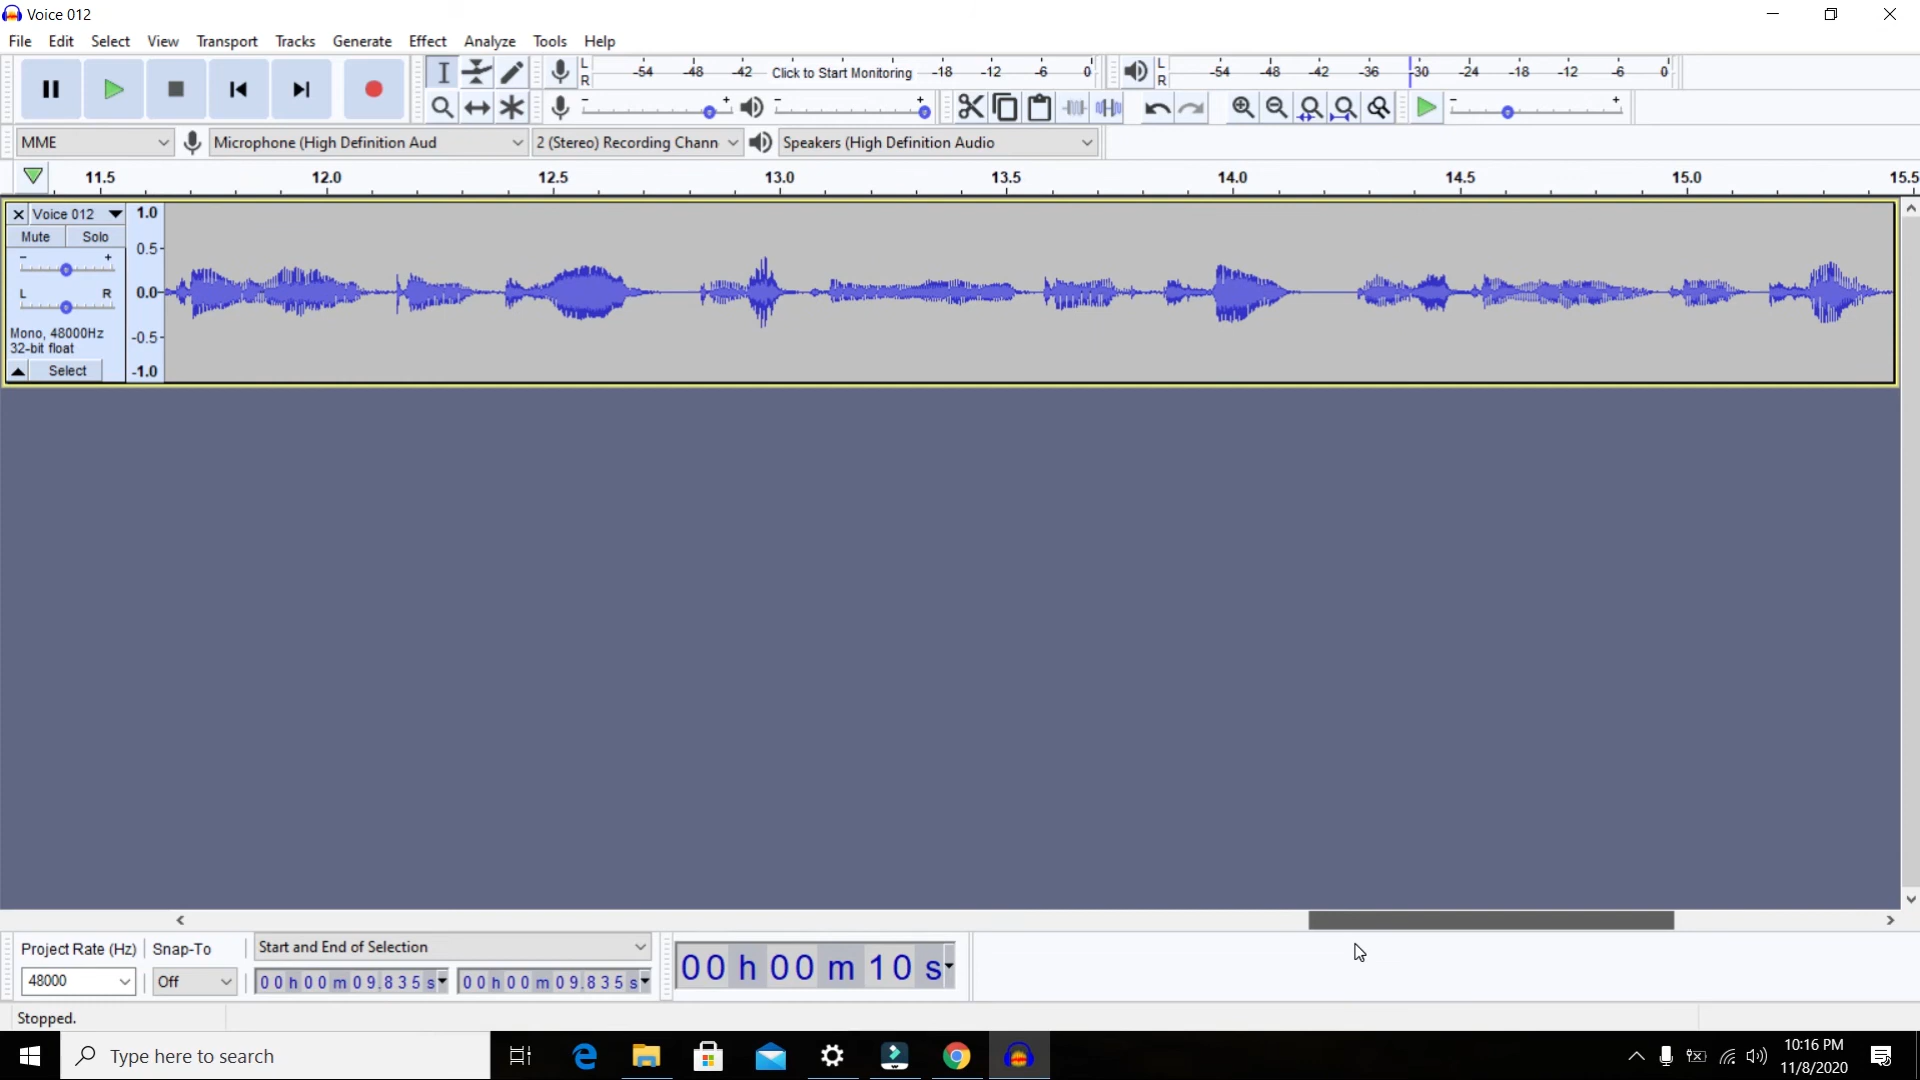 Voice 012
File Edit Select View Transport Tracks Generate Effect Analyze Tools Help
L R -54 -48 -42 Click to Start Monitoring -18 -12 -6 0 L R -54 -48 -42 -36 -30 -24 -18 -12 -6 0
- + - + - +
MME Microphone (High Definition Aud 2 (Stereo) Recording Chann Speakers (High Definition Audio
11.5 12.0 12.5 13.0 13.5 14.0 14.5 15.0 15.5
Voice 012 1.0
Mute Solo 0.5
- +
L R 0.0
Mono, 48000Hz -0.5
32-bit float
Select -1.0
Project Rate (Hz) Snap-To Start and End of Selection
48000 Off 00 h 00 m 09.835 s 00 h 00 m 09.835 s 00 h 00 m 10 s
Stopped.
Type here to search 10:16 PM
11/8/2020